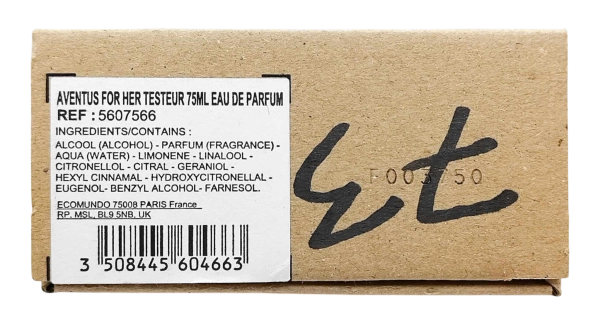 AVENTUS FOR HER TESTEUR 75ML EAU DE PARFUM
REF : 5607566
INGREDIENTS/CONTAINS :
ALCOOL (ALCOHOL) - PARFUM (FRAGRANCE) -
AQUA (WATER) - LIMONENE - LINALOOL -
CITRONELLOL - CITRAL - GERANIOL -
HEXYL CINNAMAL - HYDROXYCITRONELLAL -
EUGENOL- BENZYL ALCOHOL- FARNESOL.
ECOMUNDO 75008 PARIS France
RP, MSL, BL9 5NB, UK
3 508445 604663